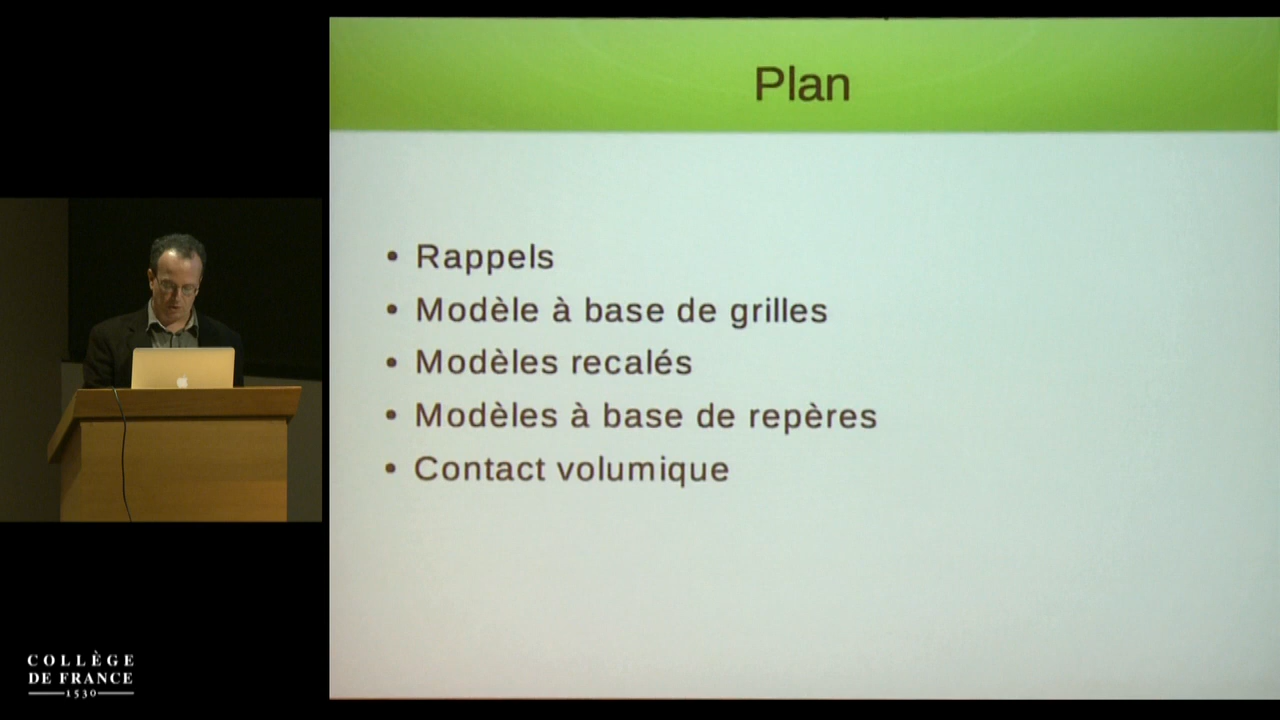 Plan
• Rappels
• Modèle à base de grilles
• Modèles recalés
• Modèles à base de repères
• Contact volumique
COLLÈGE
DE FRANCE
1530